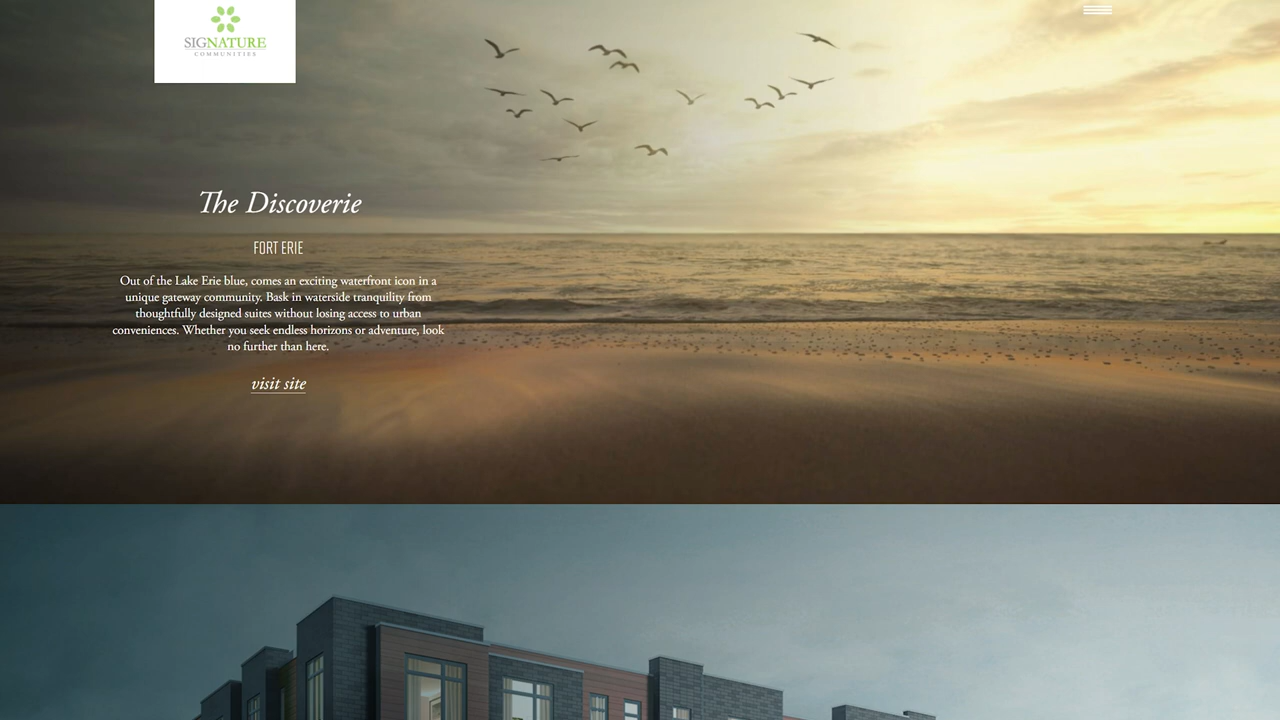 SIGNATURE
COMMUNITIES
The Discoverie
FORT ERIE
Out of the Lake Erie blue, comes an exciting waterfront icon in a
unique gateway community. Bask in waterside tranquility from
thoughtfully designed suites without losing access to urban
conveniences. Whether you seek endless horizons or adventure, look
no further than here.
visit site